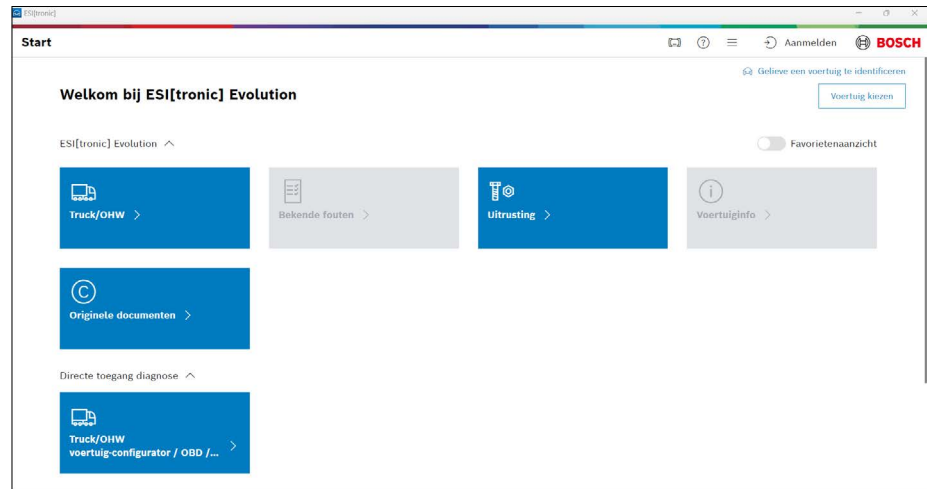 ESI[tronic]
Start
Aanmelden
BOSCH
Gelieve een voertuig te identificeren
Welkom bij ESI[tronic] Evolution
Voertuig kiezen
ESI[tronic] Evolution
Favorietenaanzicht
Truck/OHW
Bekende fouten
Uitrusting
Voertuiginfo
Originele documenten
Directe toegang diagnose
Truck/OHW
voertuig-configurator / OBD /...